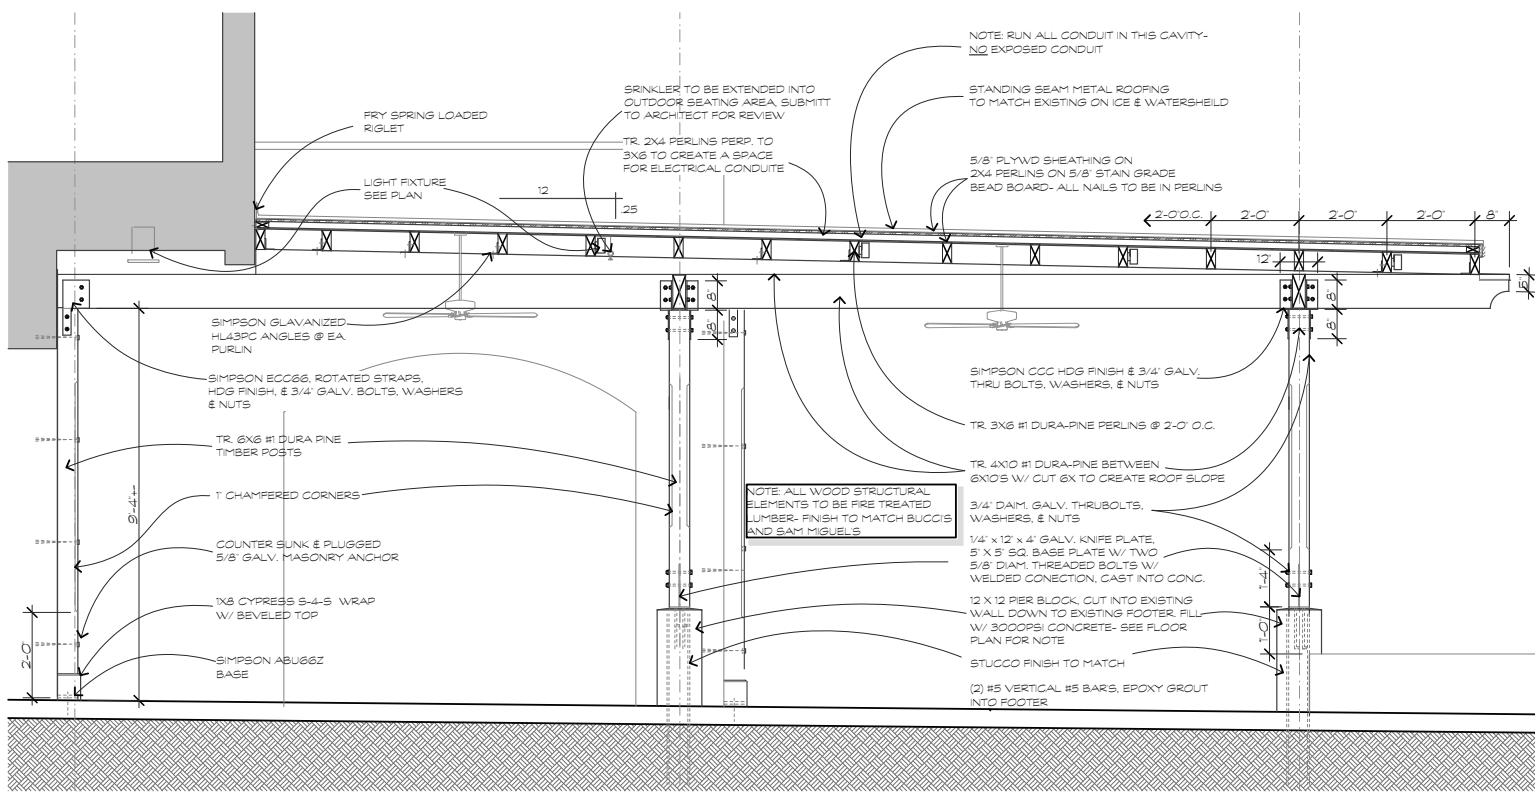 NOTE: RUN ALL CONDUIT IN THIS CAVITY-
NO EXPOSED CONDUIT
SRINKLER TO BE EXTENDED INTO
OUTDOOR SEATING AREA, SUBMITT
TO ARCHITECT FOR REVIEW
STANDING SEAM METAL ROOFING
TO MATCH EXISTING ON ICE & WATERSHEILD
FRY SPRING LOADED
RIGLET
TR. 2X4 PERLINS PERP. TO
3X6 TO CREATE A SPACE
FOR ELECTRICAL CONDUITE
5/8" PLYWD SHEATHING ON
2X4 PERLINS ON 5/8" STAIN GRADE
BEAD BOARD- ALL NAILS TO BE IN PERLINS
LIGHT FIXTURE
SEE PLAN
12
.25
2'-0"O.C.
2'-0"
2'-0"
2'-0"
8"
12"
8"
8"
8"
8"
5"
SIMPSON GLAVANIZED
HL43PC ANGLES @ EA.
PURLIN
SIMPSON ECC66, ROTATED STRAPS,
HDG FINISH, & 3/4" GALV. BOLTS, WASHERS
& NUTS
SIMPSON CCC HDG FINISH & 3/4" GALV.
THRU BOLTS, WASHERS, & NUTS
TR. 3X6 #1 DURA-PINE PERLINS @ 2'-0" O.C.
TR. 6X6 #1 DURA PINE
TIMBER POSTS
TR. 4X10 #1 DURA-PINE BETWEEN
6X10'S W/ CUT 6X TO CREATE ROOF SLOPE
1" CHAMFERED CORNERS
9'-4"+-
NOTE: ALL WOOD STRUCTURAL
ELEMENTS TO BE FIRE TREATED
LUMBER- FINISH TO MATCH BUCCI'S
AND SAM MIGUEL'S
3/4" DAIM. GALV. THRUBOLTS,
WASHERS, & NUTS
COUNTER SUNK & PLUGGED
5/8" GALV. MASONRY ANCHOR
1/4" x 12" x 4" GALV. KNIFE PLATE,
5" X 5" SQ. BASE PLATE W/ TWO
5/8" DIAM. THREADED BOLTS W/
WELDED CONECTION, CAST INTO CONC.
1'-4"
1X8 CYPRESS S-4-S WRAP
W/ BEVELED TOP
12 X 12 PIER BLOCK, CUT INTO EXISTING
WALL DOWN TO EXISTING FOOTER. FILL
W/ 3000PSI CONCRETE- SEE FLOOR
PLAN FOR NOTE
1'-0"
2'-0"
SIMPSON ABU66Z
BASE
STUCCO FINISH TO MATCH
(2) #5 VERTICAL #5 BAR'S, EPOXY GROUT
INTO FOOTER